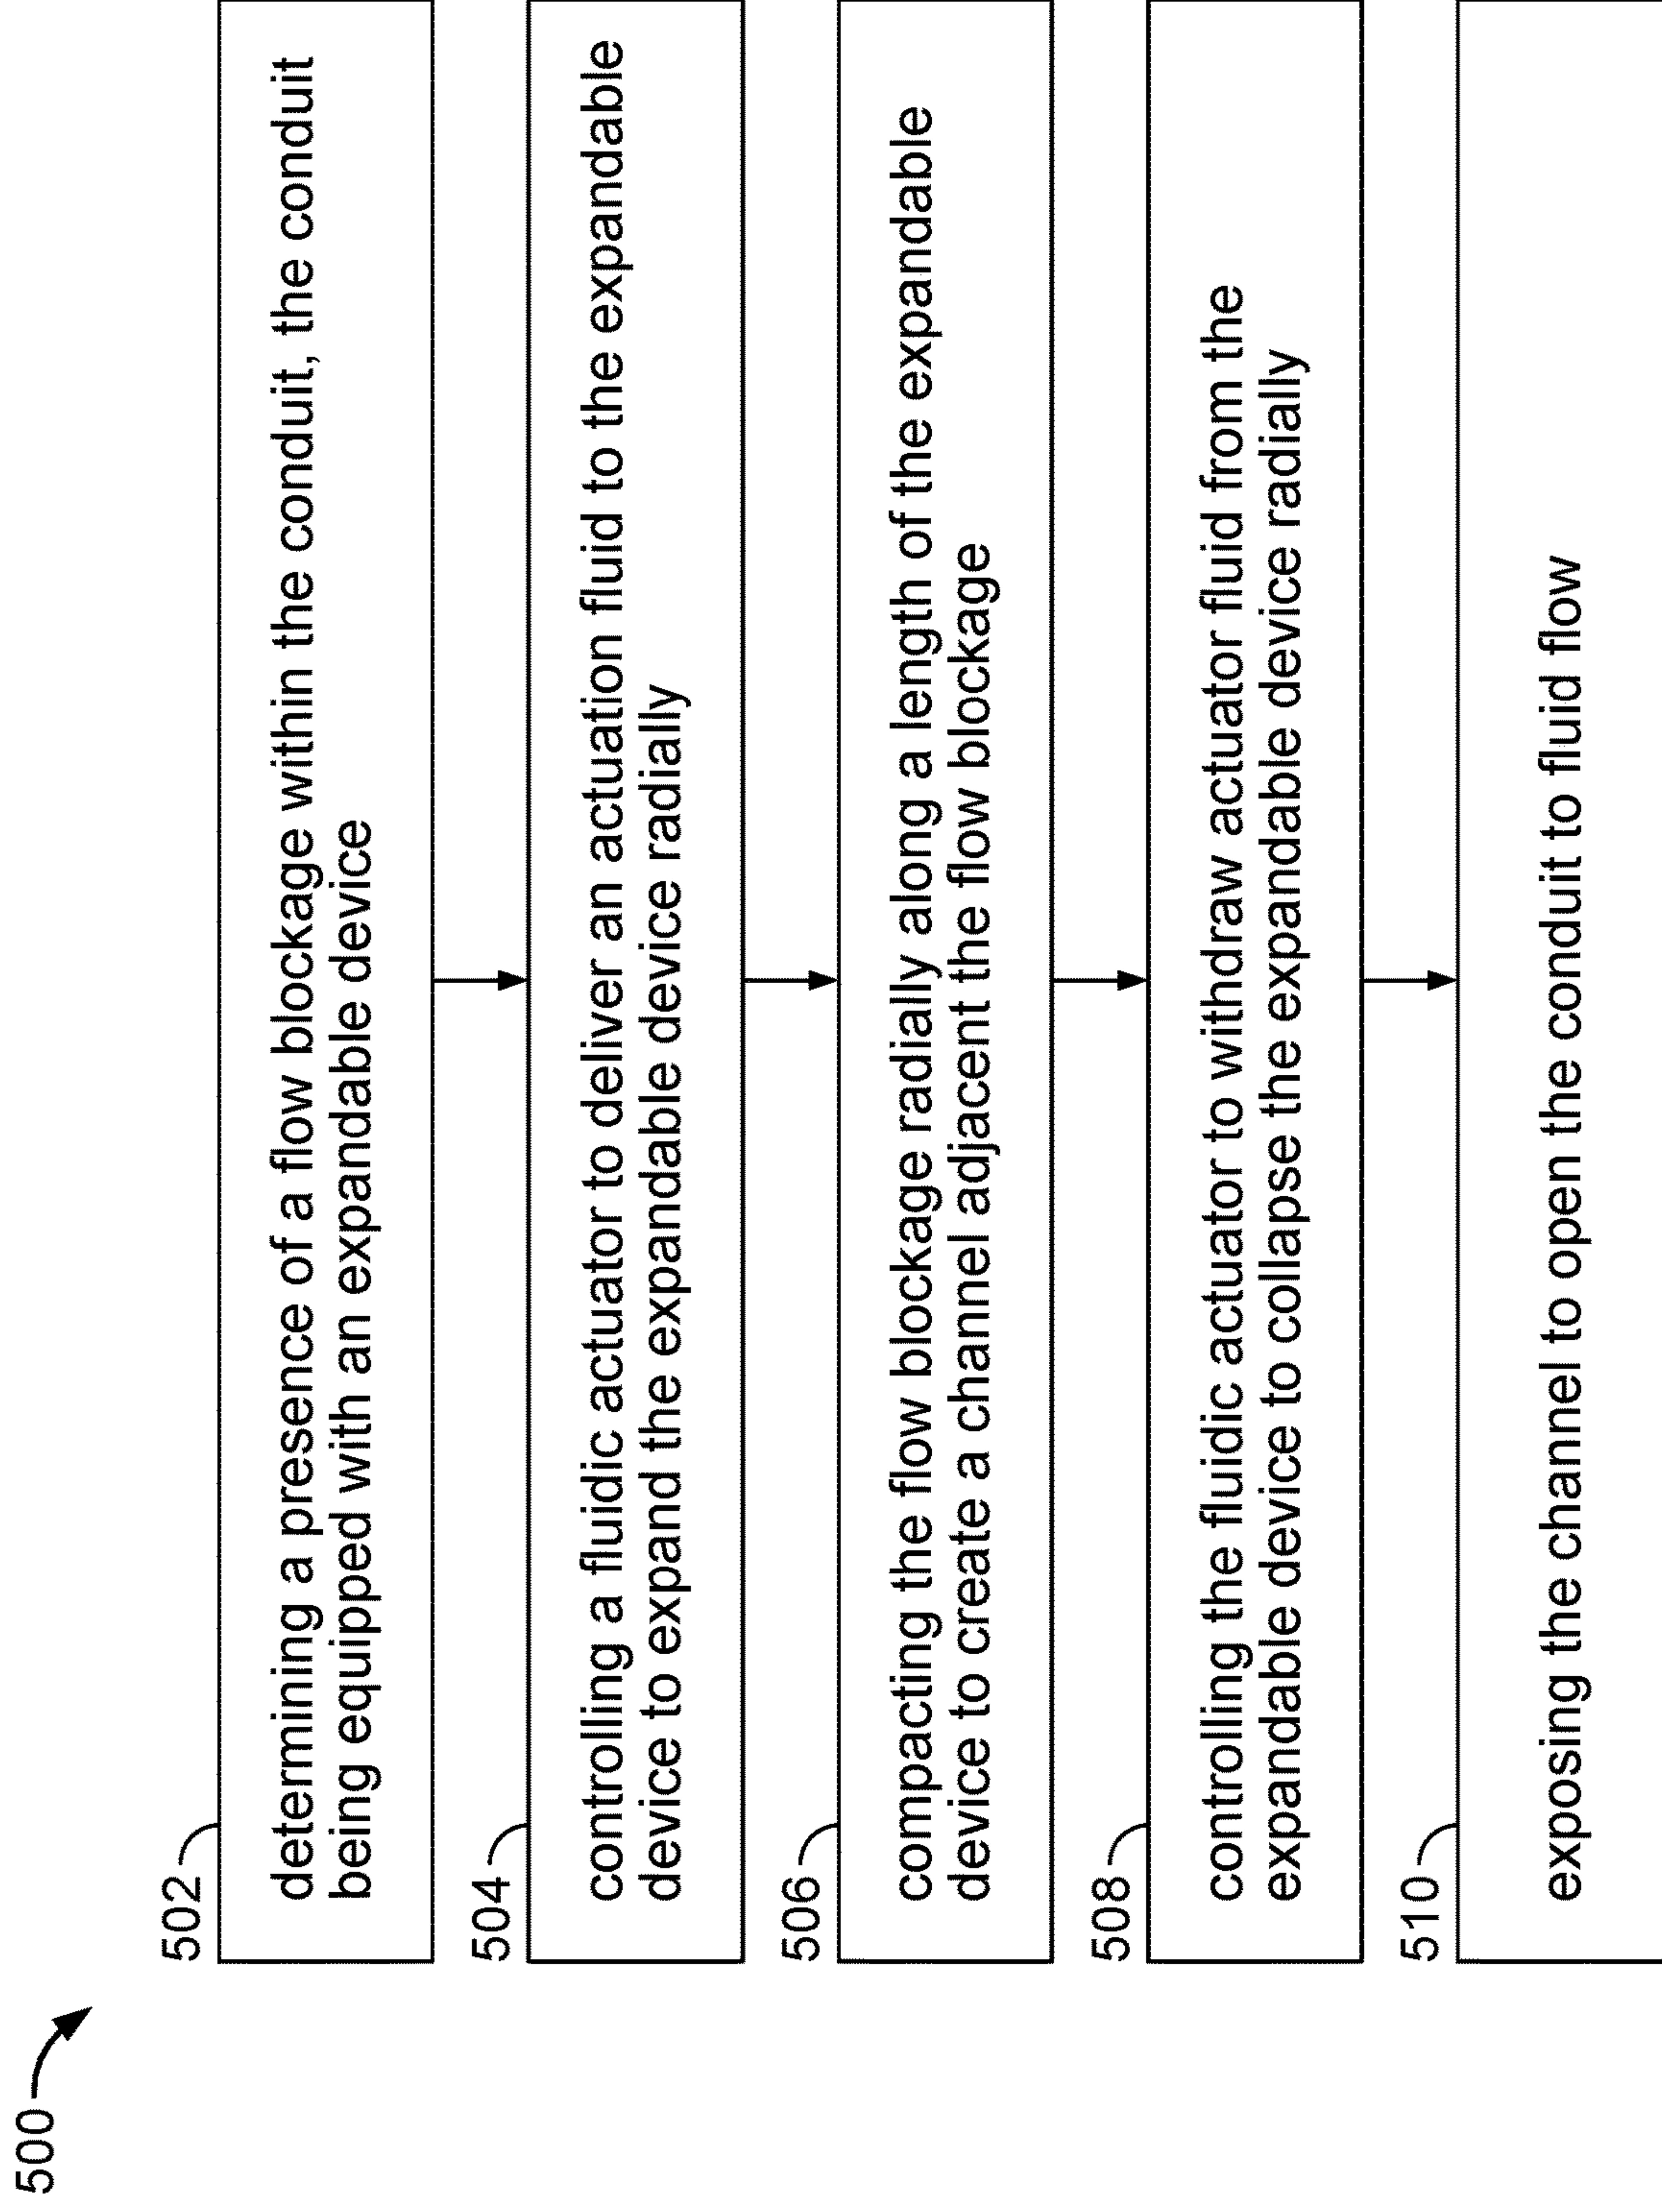 500
502
determining a presence of a flow blockage within the conduit, the conduit
being equipped with an expandable device
504
controlling a fluidic actuator to deliver an actuation fluid to the expandable
device to expand the expandable device radially
506
compacting the flow blockage radially along a length of the expandable
device to create a channel adjacent the flow blockage
508
controlling the fluidic actuator to withdraw actuator fluid from the
expandable device to collapse the expandable device radially
510
exposing the channel to open the conduit to fluid flow